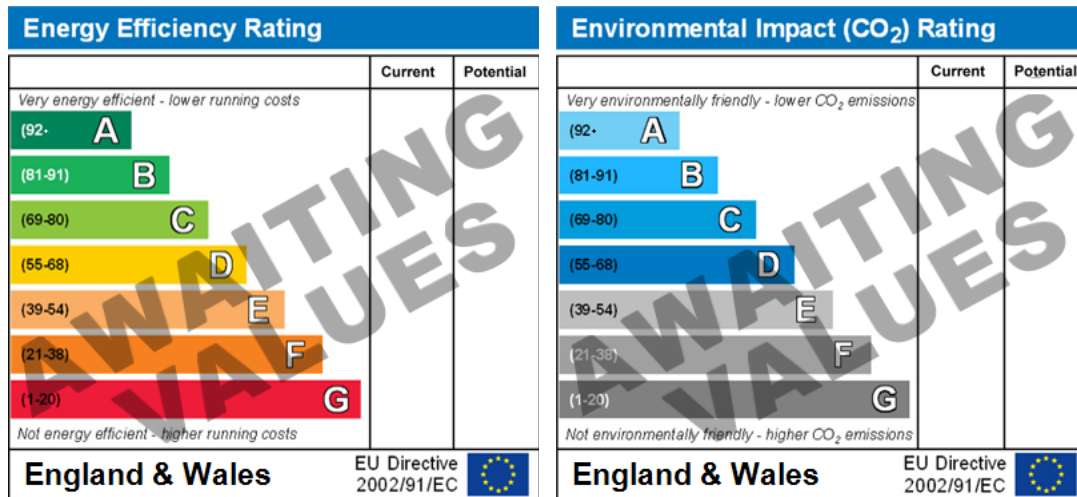 Energy Efficiency Rating
Current Potential
Very energy efficient - lower running costs
(92- A
(81-91) B
(69-80) C
(55-68) D
(39-54) E
(21-38) F
(1-20) G
Not energy efficient - higher running costs
England & Wales
EU Directive
2002/91/EC
AWAITING
VALUES
Environmental Impact (CO₂) Rating
Current Potential
Very environmentally friendly - lower CO₂ emissions
(92- A
(81-91) B
(69-80) C
(55-68) D
(39-54) E
(21-38) F
(1-20) G
Not environmentally friendly - higher CO₂ emissions
England & Wales
EU Directive
2002/91/EC
AWAITING
VALUES